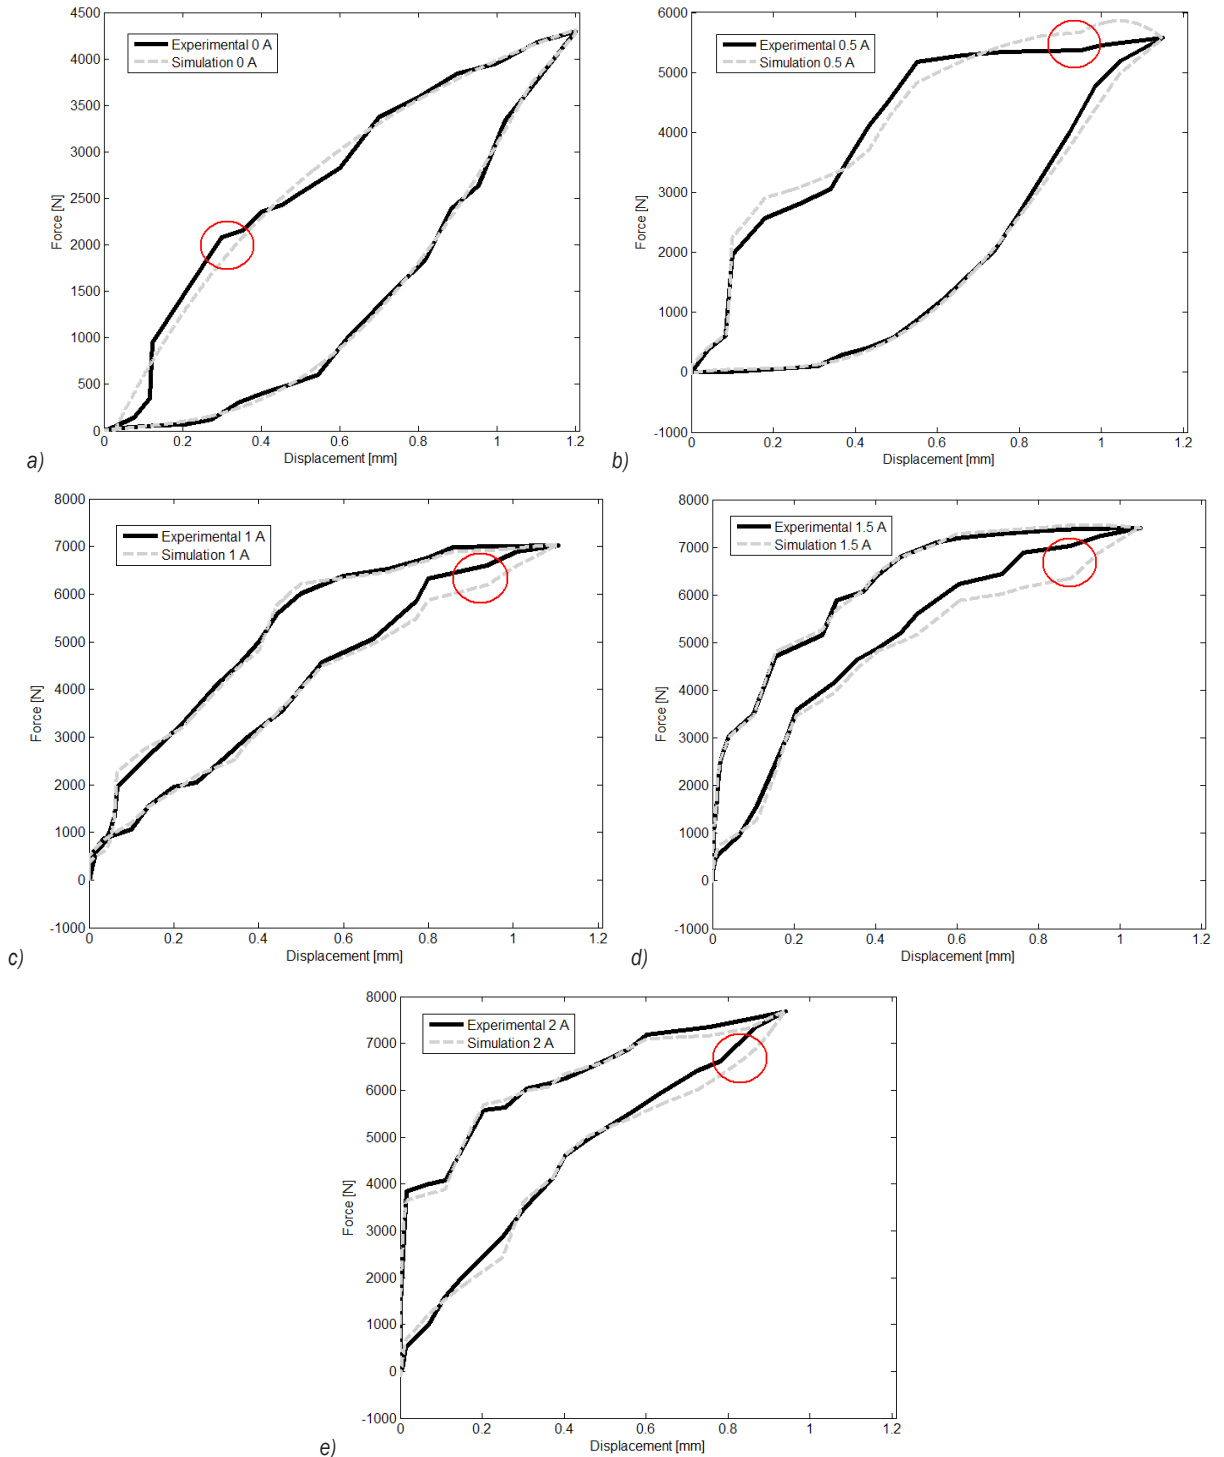 4500
4000
3500
3000
2500
2000
1500
1000
500
0
Force [N]
Experimental 0 A
Simulation 0 A
0 0.2 0.4 0.6 0.8 1 1.2
Displacement [mm]
a)
6000
5000
4000
3000
2000
1000
0
-1000
Force [N]
Experimental 0.5 A
Simulation 0.5 A
0 0.2 0.4 0.6 0.8 1 1.2
Displacement [mm]
b)
8000
7000
6000
5000
4000
3000
2000
1000
0
-1000
Force [N]
Experimental 1 A
Simulation 1 A
0 0.2 0.4 0.6 0.8 1 1.2
Displacement [mm]
c)
8000
7000
6000
5000
4000
3000
2000
1000
0
-1000
Force [N]
Experimental 1.5 A
Simulation 1.5 A
0 0.2 0.4 0.6 0.8 1 1.2
Displacement [mm]
d)
8000
7000
6000
5000
4000
3000
2000
1000
0
-1000
Force [N]
Experimental 2 A
Simulation 2 A
0 0.2 0.4 0.6 0.8 1 1.2
Displacement [mm]
e)